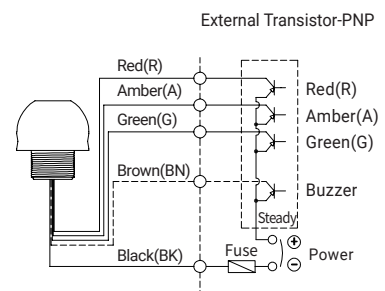 External Transistor-PNP
Red(R)
Amber(A)
Green(G)
Brown(BN)
Black(BK)
Red(R)
Amber(A)
Green(G)
Buzzer
Steady
Fuse
Power